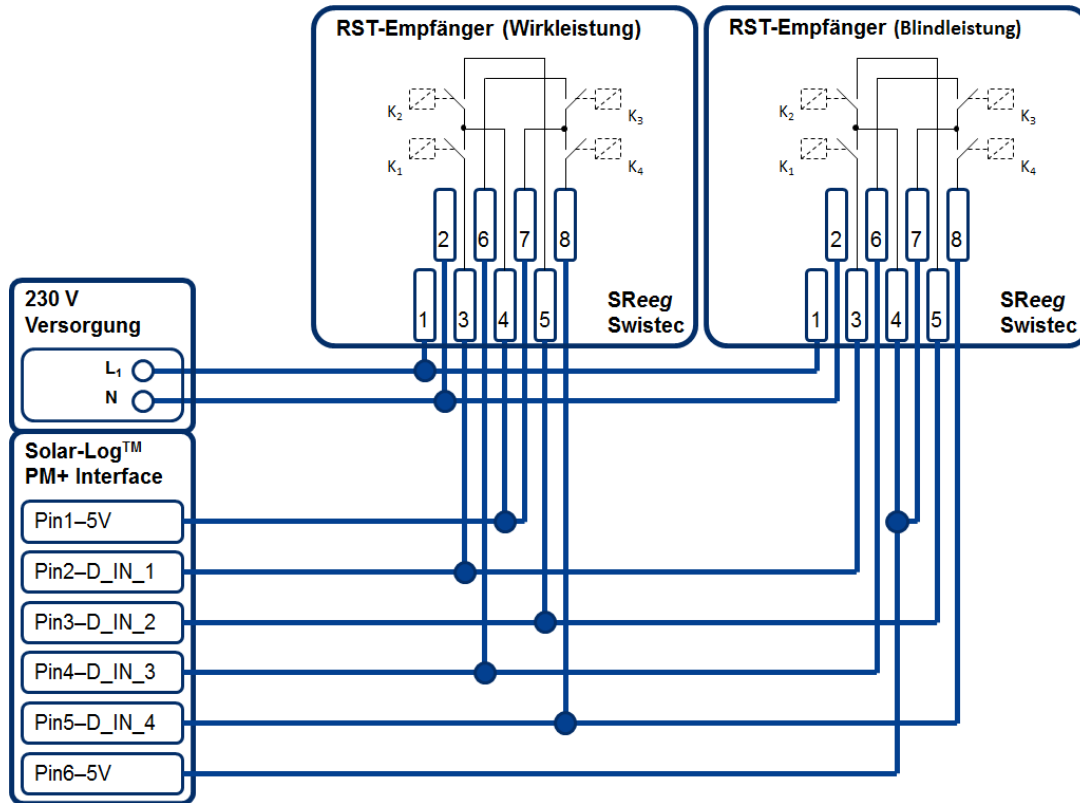 RST-Empfänger (Wirkleistung)
K₂
K₃
K₁
K₄
2
6
7
8
1
3
4
5
SReeg
Swistec
RST-Empfänger (Blindleistung)
K₂
K₃
K₁
K₄
2
6
7
8
1
3
4
5
SReeg
Swistec
230 V
Versorgung
L₁
N
Solar-Log™
PM+ Interface
Pin1–5V
Pin2–D_IN_1
Pin3–D_IN_2
Pin4–D_IN_3
Pin5–D_IN_4
Pin6–5V